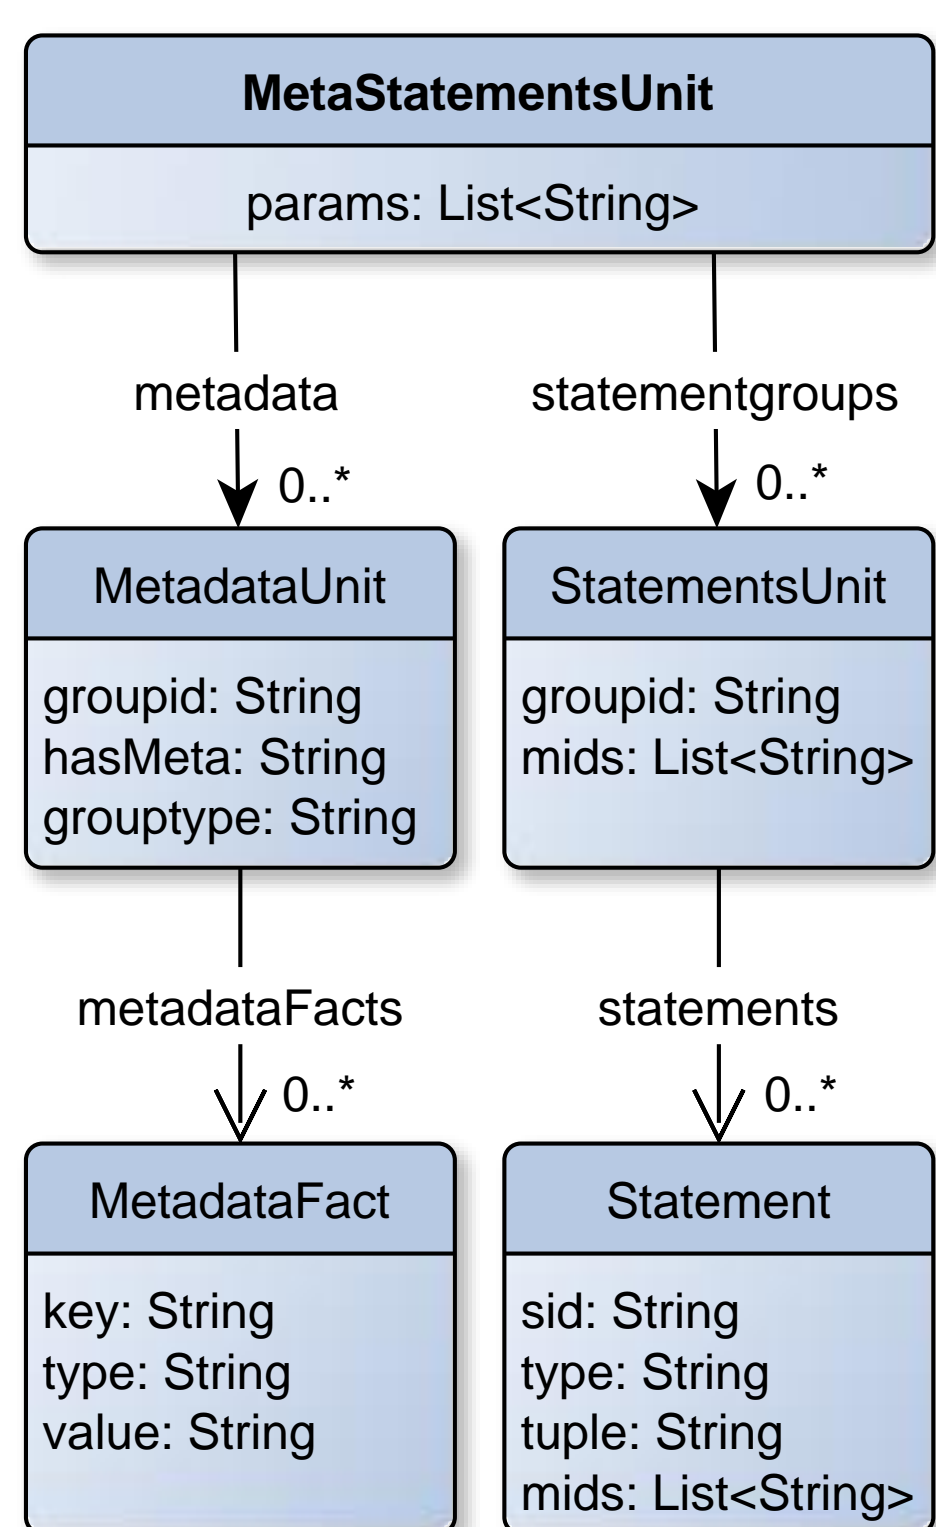 MetaStatementsUnit
params: List<String>
metadata
statementgroups
0..*
0..*
MetadataUnit
groupid: String
hasMeta: String
grouptype: String
StatementsUnit
groupid: String
mids: List<String>
metadataFacts
statements
0..*
0..*
MetadataFact
key: String
type: String
value: String
Statement
sid: String
type: String
tuple: String
mids: List<String>